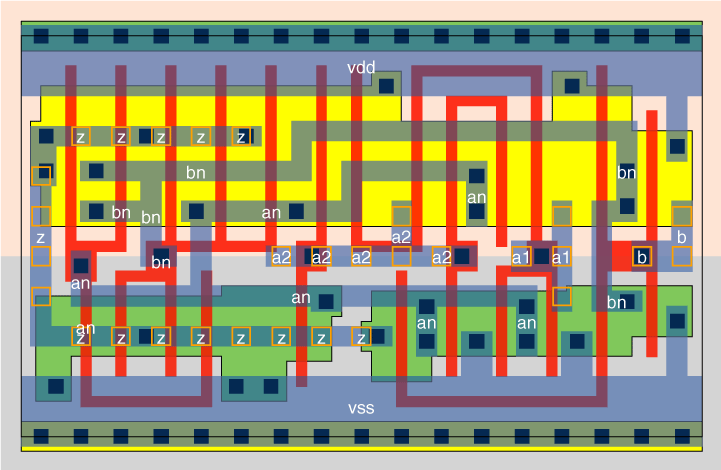 vdd
z z z z z
bn bn
bn bn an an
z a2 b
bn a2 a2 a2 a1 a1 b
an
an bn
an an an
z z z z z z z z
vss